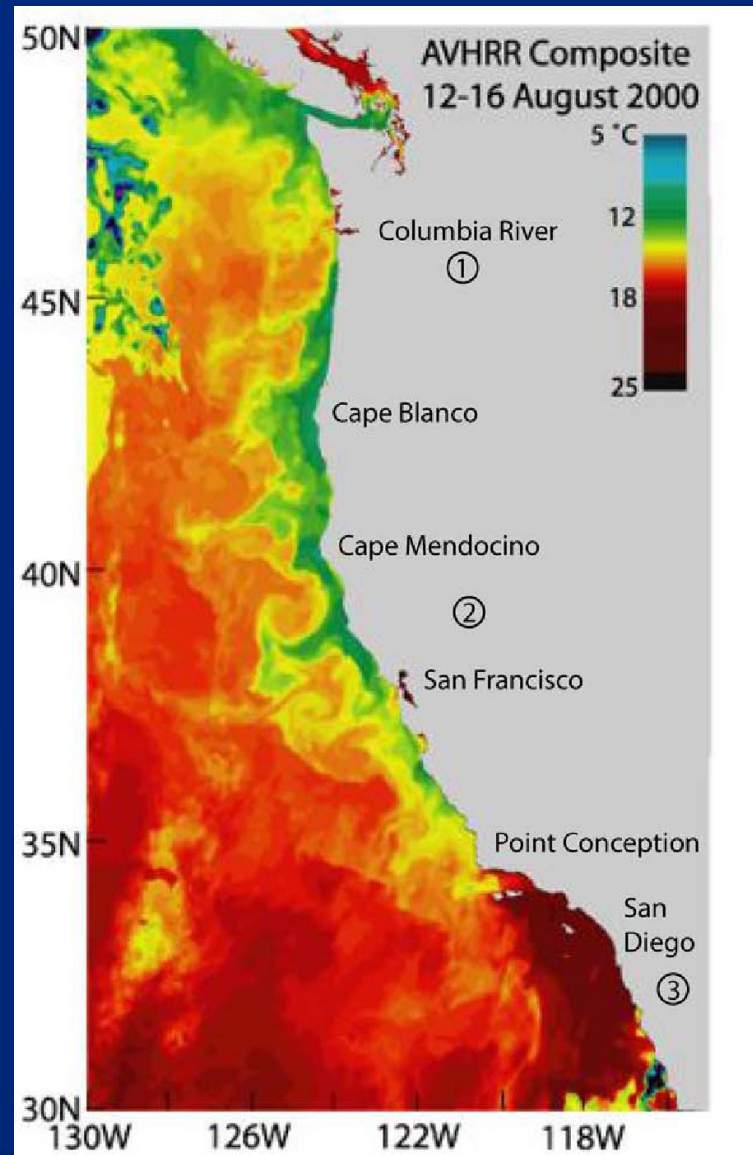 50N
AVHRR Composite
12-16 August 2000
5 °C
12
18
25
Columbia River
①
45N
Cape Blanco
Cape Mendocino
40N
②
San Francisco
35N
Point Conception
San
Diego
③
30N
130W 126W 122W 118W